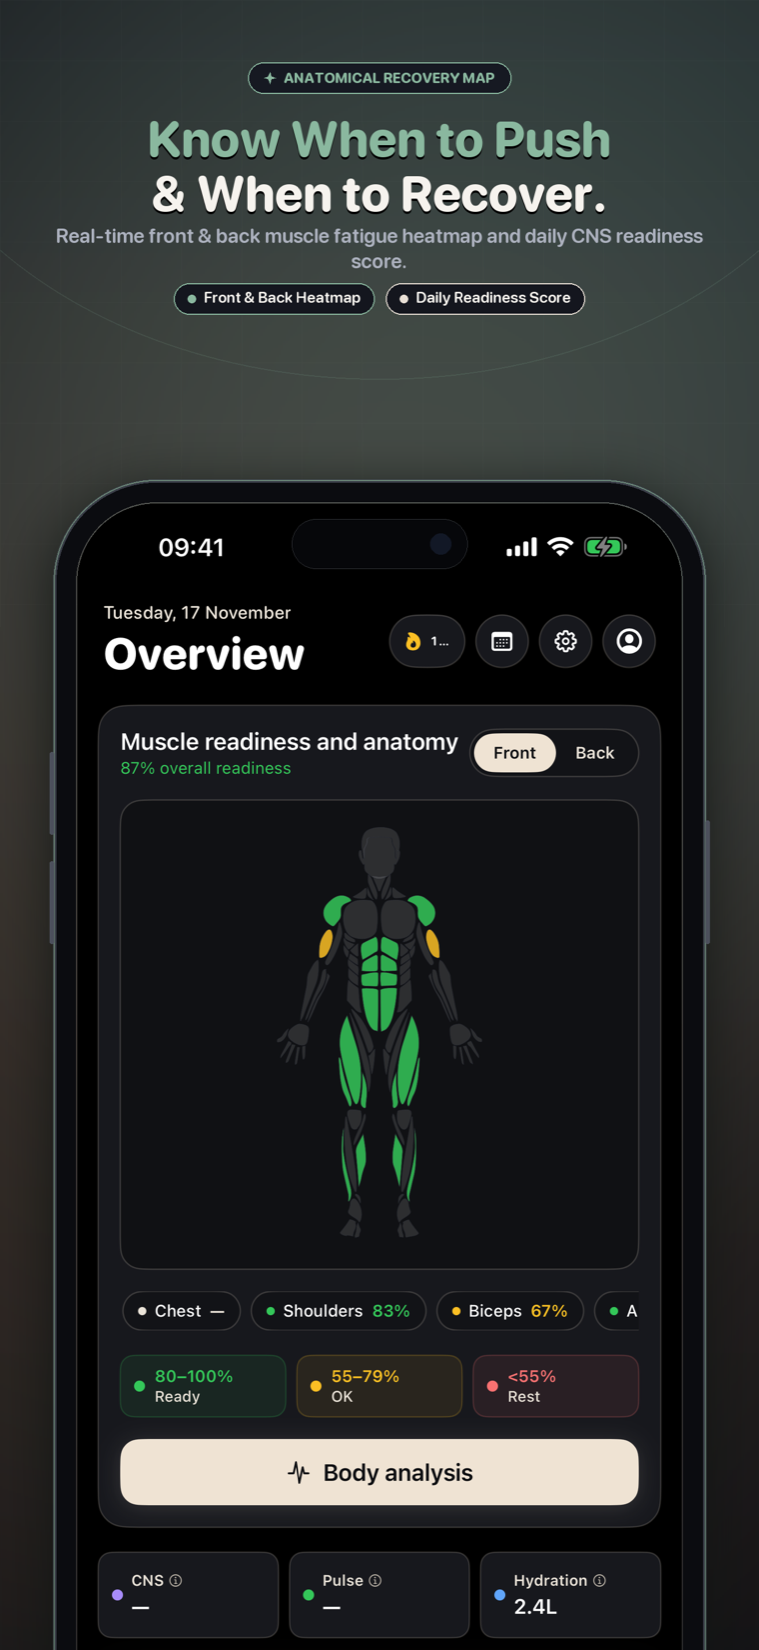 ANATOMICAL RECOVERY MAP
Know When to Push
& When to Recover.
Real-time front & back muscle fatigue heatmap and daily CNS readiness
score.
Front & Back Heatmap
Daily Readiness Score
09:41
Tuesday, 17 November
Overview
1...
Muscle readiness and anatomy
87% overall readiness
Front
Back
Chest —
Shoulders 83%
Biceps 67%
A
80–100%
Ready
55–79%
OK
<55%
Rest
Body analysis
CNS
—
Pulse
—
Hydration
2.4L